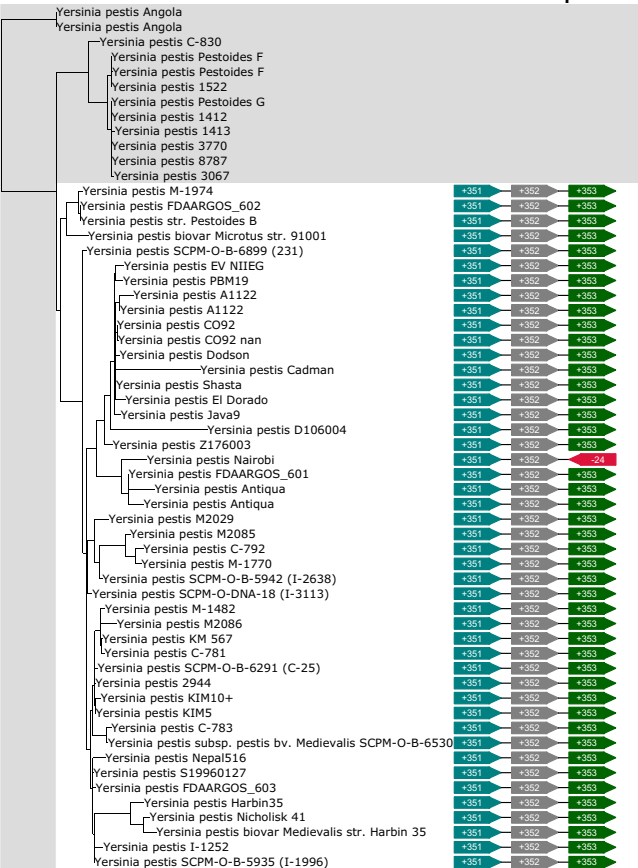 Yersinia pestis Angola
Yersinia pestis Angola
Yersinia pestis C-830
Yersinia pestis Pestoides F
Yersinia pestis Pestoides F
Yersinia pestis 1522
Yersinia pestis Pestoides G
Yersinia pestis 1412
Yersinia pestis 1413
Yersinia pestis 3770
Yersinia pestis 8787
Yersinia pestis 3067
Yersinia pestis M-1974 +351 +352 +353
Yersinia pestis FDAARGOS_602 +351 +352 +353
Yersinia pestis str. Pestoides B +351 +352 +353
Yersinia pestis biovar Microtus str. 91001 +351 +352 +353
Yersinia pestis SCPM-O-B-6899 (231) +351 +352 +353
Yersinia pestis EV NIIEG +351 +352 +353
Yersinia pestis PBM19 +351 +352 +353
Yersinia pestis A1122 +351 +352 +353
Yersinia pestis A1122 +351 +352 +353
Yersinia pestis CO92 +351 +352 +353
Yersinia pestis CO92 nan +351 +352 +353
Yersinia pestis Dodson +351 +352 +353
Yersinia pestis Cadman +351 +352 +353
Yersinia pestis Shasta +351 +352 +353
Yersinia pestis El Dorado +351 +352 +353
Yersinia pestis Java9 +351 +352 +353
Yersinia pestis D106004 +351 +352 +353
Yersinia pestis Z176003 +351 +352 +353
Yersinia pestis Nairobi +351 +352 -24
Yersinia pestis FDAARGOS_601 +351 +352 +353
Yersinia pestis Antiqua +351 +352 +353
Yersinia pestis Antiqua +351 +352 +353
Yersinia pestis M2029 +351 +352 +353
Yersinia pestis M2085 +351 +352 +353
Yersinia pestis C-792 +351 +352 +353
Yersinia pestis M-1770 +351 +352 +353
Yersinia pestis SCPM-O-B-5942 (I-2638) +351 +352 +353
Yersinia pestis SCPM-O-DNA-18 (I-3113) +351 +352 +353
Yersinia pestis M-1482 +351 +352 +353
Yersinia pestis M2086 +351 +352 +353
Yersinia pestis KM 567 +351 +352 +353
Yersinia pestis C-781 +351 +352 +353
Yersinia pestis SCPM-O-B-6291 (C-25) +351 +352 +353
Yersinia pestis 2944 +351 +352 +353
Yersinia pestis KIM10+ +351 +352 +353
Yersinia pestis KIM5 +351 +352 +353
Yersinia pestis C-783 +351 +352 +353
Yersinia pestis subsp. pestis bv. Medievalis SCPM-O-B-6530 +351 +352 +353
Yersinia pestis Nepal516 +351 +352 +353
Yersinia pestis S19960127 +351 +352 +353
Yersinia pestis FDAARGOS_603 +351 +352 +353
Yersinia pestis Harbin35 +351 +352 +353
Yersinia pestis Nicholisk 41 +351 +352 +353
Yersinia pestis biovar Medievalis str. Harbin 35 +351 +352 +353
Yersinia pestis I-1252 +351 +352 +353
Yersinia pestis SCPM-O-B-5935 (I-1996) +351 +352 +353